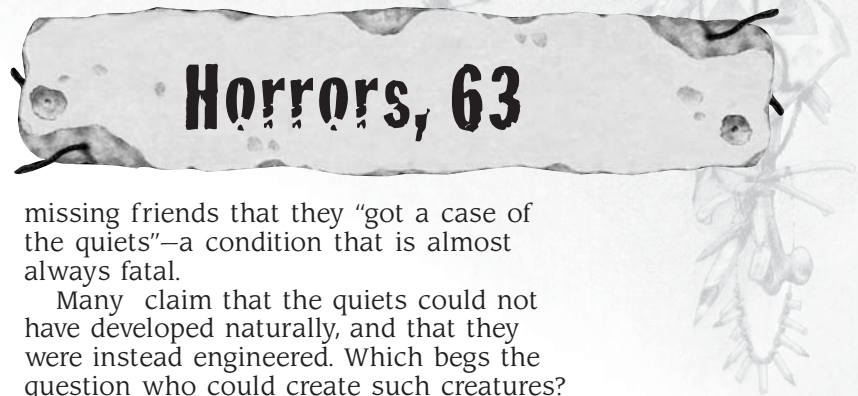 Horrors, 63
missing friends that they “got a case of
the quiets”—a condition that is almost
always fatal.
Many claim that the quiets could not
have developed naturally, and that they
were instead engineered. Which begs the
question who could create such creatures?